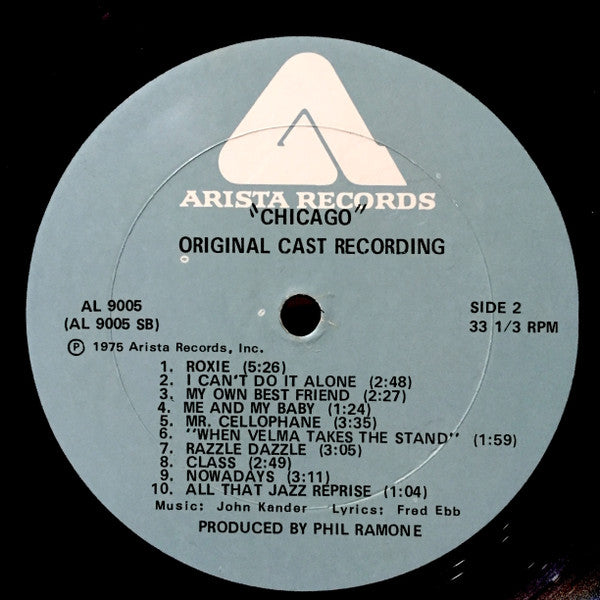 ARISTA RECORDS
"CHICAGO"
ORIGINAL CAST RECORDING
AL 9005
(AL 9005 SB)
Ⓟ 1975 Arista Records, Inc.
SIDE 2
33 1/3 RPM
1. ROXIE (5:26)
2. I CAN'T DO IT ALONE (2:48)
3. MY OWN BEST FRIEND (2:27)
4. ME AND MY BABY (1:24)
5. MR. CELLOPHANE (3:35)
6. "WHEN VELMA TAKES THE STAND" (1:59)
7. RAZZLE DAZZLE (3:05)
8. CLASS (2:49)
9. NOWADAYS (3:11)
10. ALL THAT JAZZ REPRISE (1:04)
Music: John Kander Lyrics: Fred Ebb
PRODUCED BY PHIL RAMONE